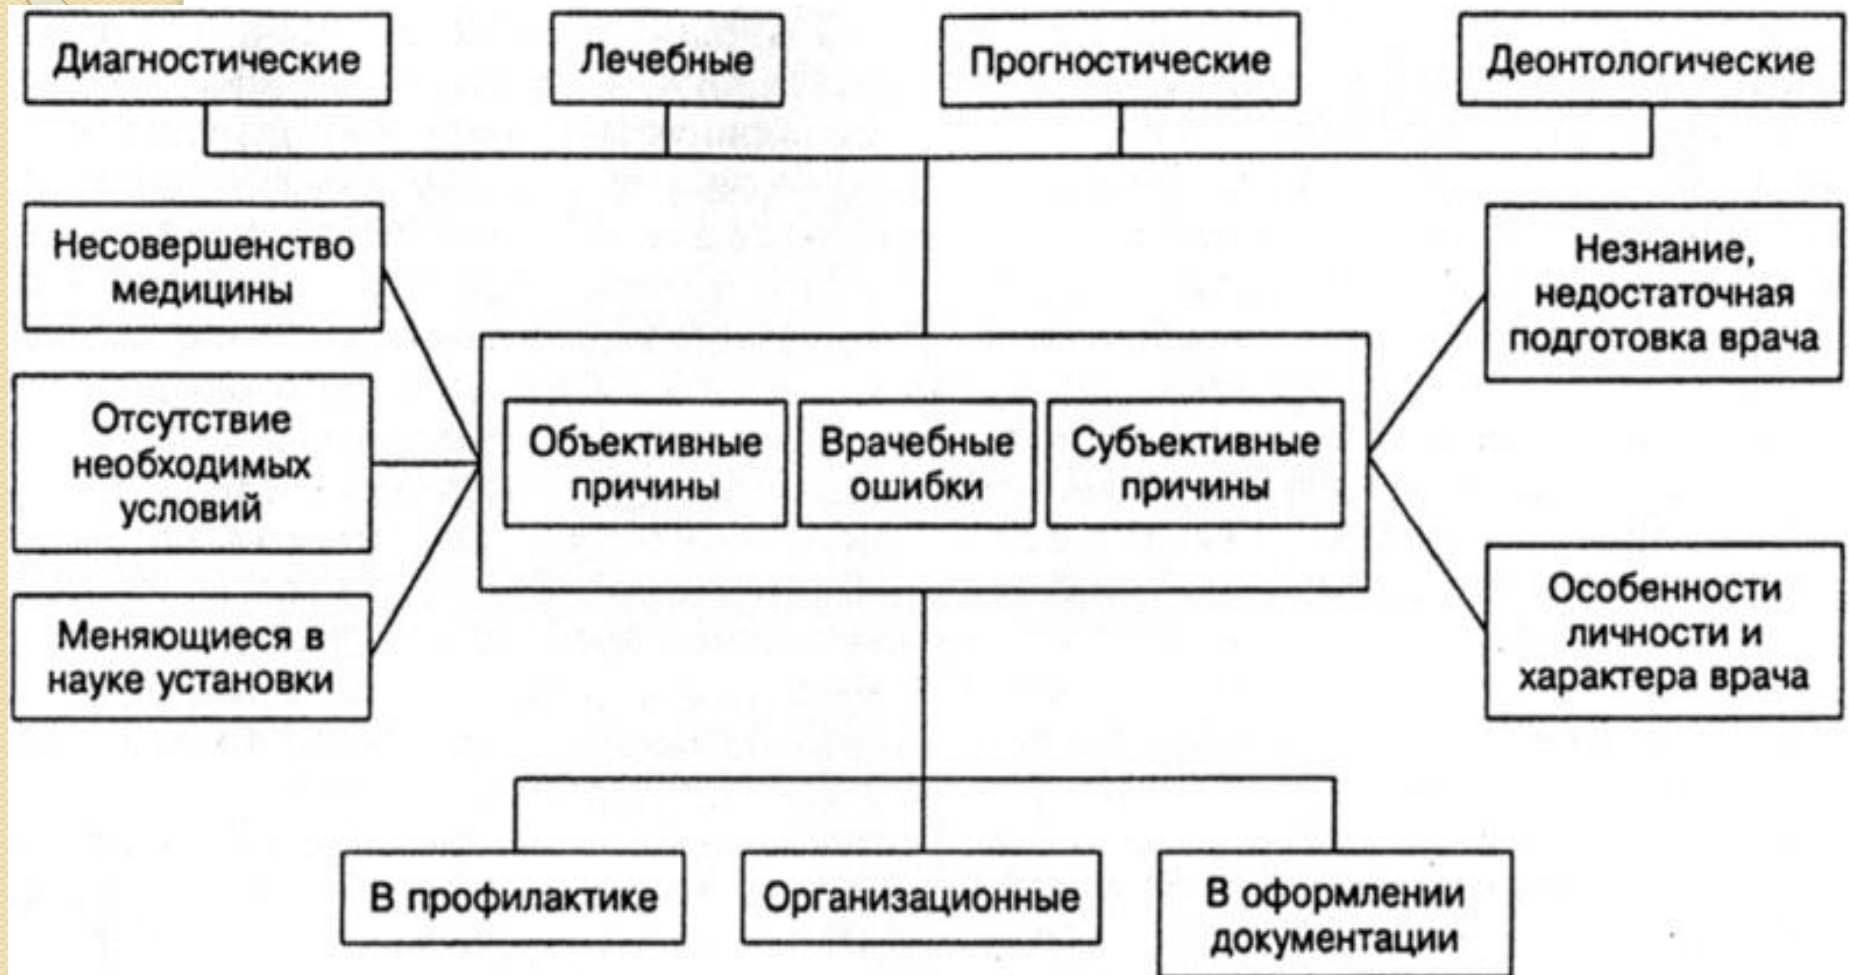 Диагностические
Лечебные
Прогностические
Деонтологические
Несовершенство
медицины
Незнание,
недостаточная
подготовка врача
Отсутствие
необходимых
условий
Объективные
причины
Врачебные
ошибки
Субъективные
причины
Меняющиеся в
науке установки
Особенности
личности и
характера врача
В профилактике
Организационные
В оформлении
документации